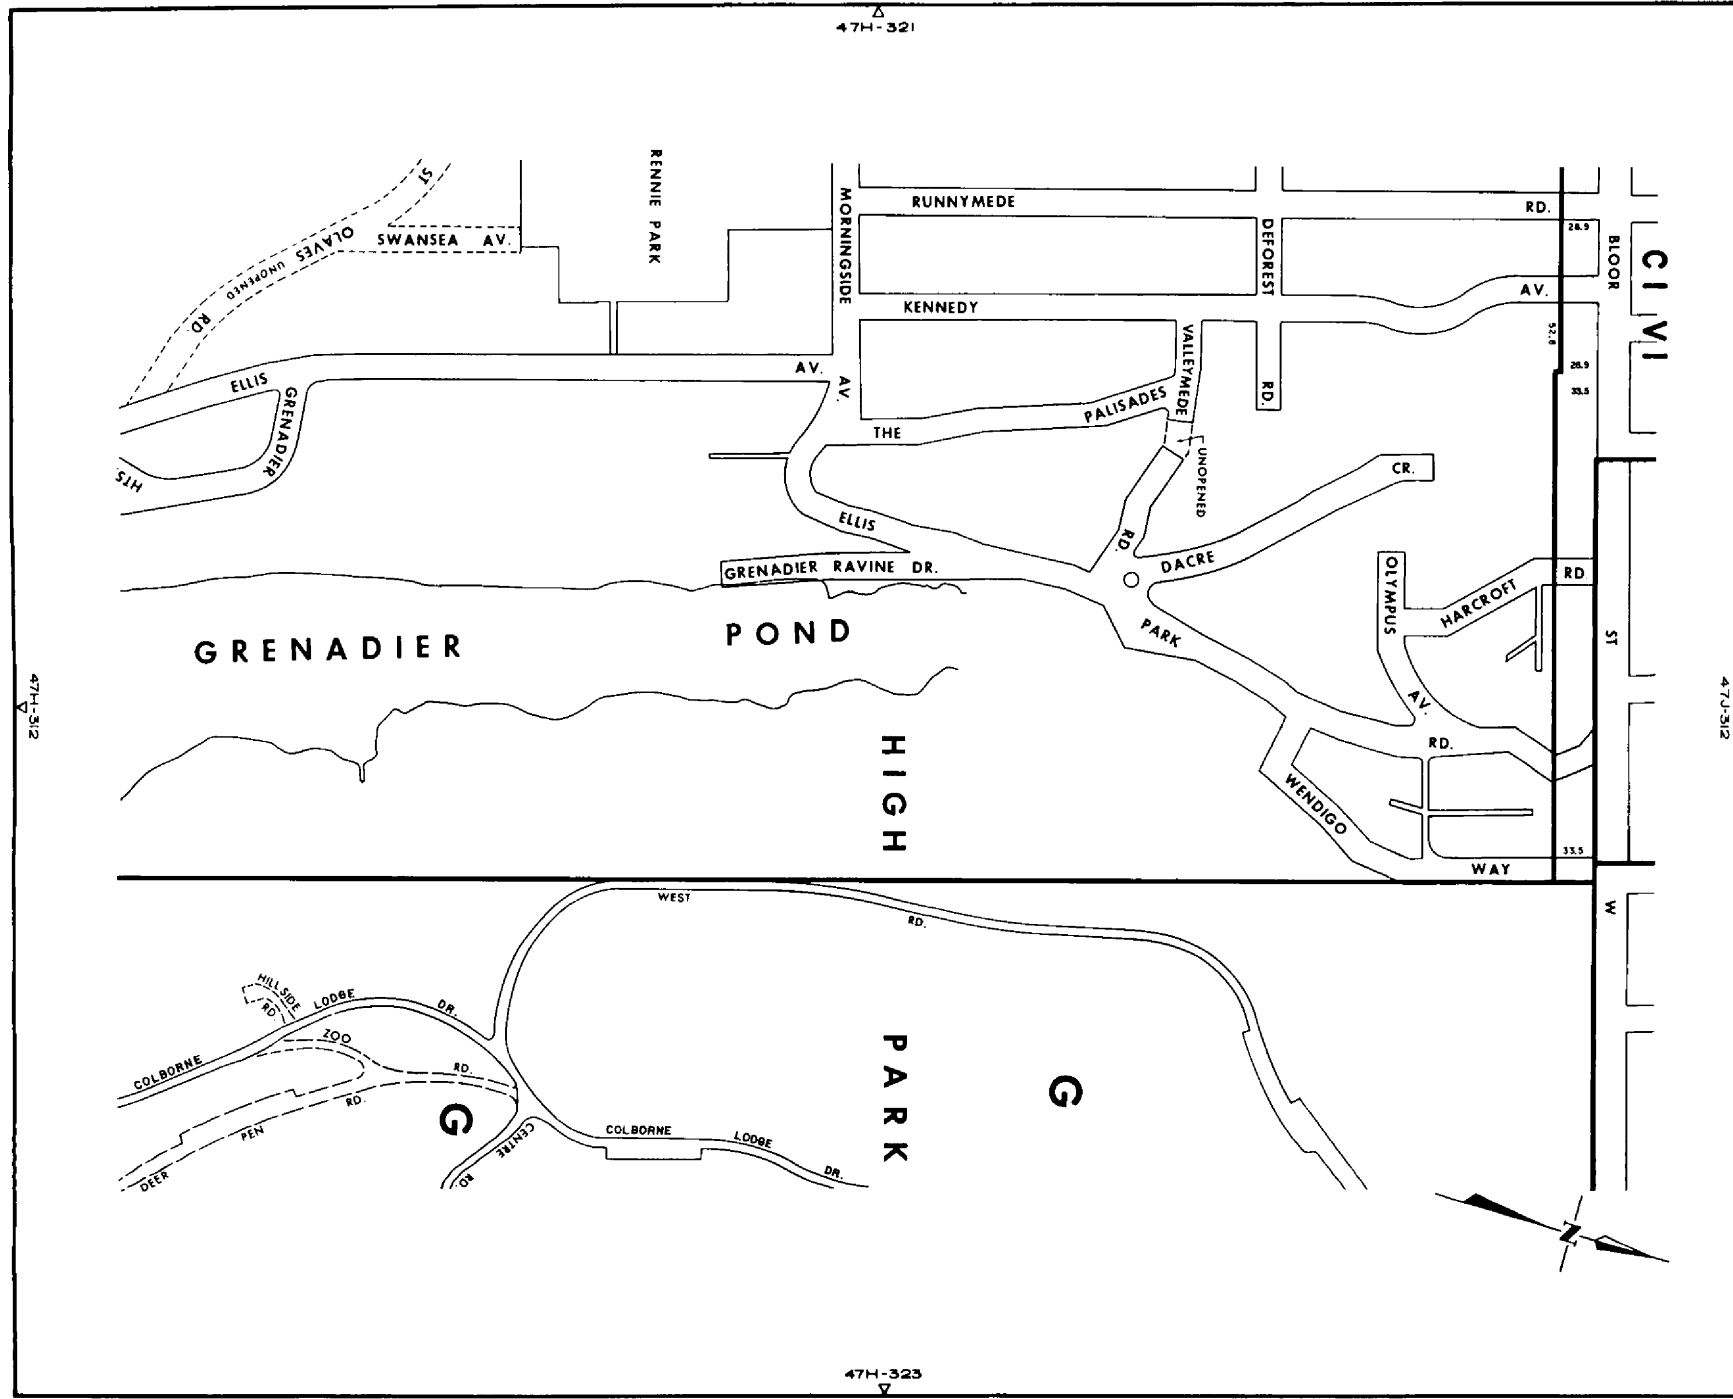 47H-321
RENNIE PARK
MORNINGSIDE
AV.
RUNNYMEDE
RD.
DEFOREST
RD.
28.9
BLOOR
CIVI
ST
OLAVES
UNOPENED
RD.
SWANSEA AV.
KENNEDY
AV.
52.8
28.9
33.5
VALLEYMEDE
ELLIS
AV.
GRENADIER
HTS.
THE
PALISADES
UNOPENED
RD.
CR.
DACRE
ELLIS
GRENADIER RAVINE DR.
OLYMPUS
AV.
HARCROFT
RD
ST
GRENADIER
POND
PARK
RD.
47H-312
47J-312
HIGH
WENDIGO
WAY
33.5
W
WEST
RD.
HILLSIDE
RD.
LODGE
DR.
COLBORNE
ZOO
RD.
RD.
PEN
DEER
G
CENTRE
RD.
COLBORNE
LODGE
DR.
PARK
G
N
47H-323